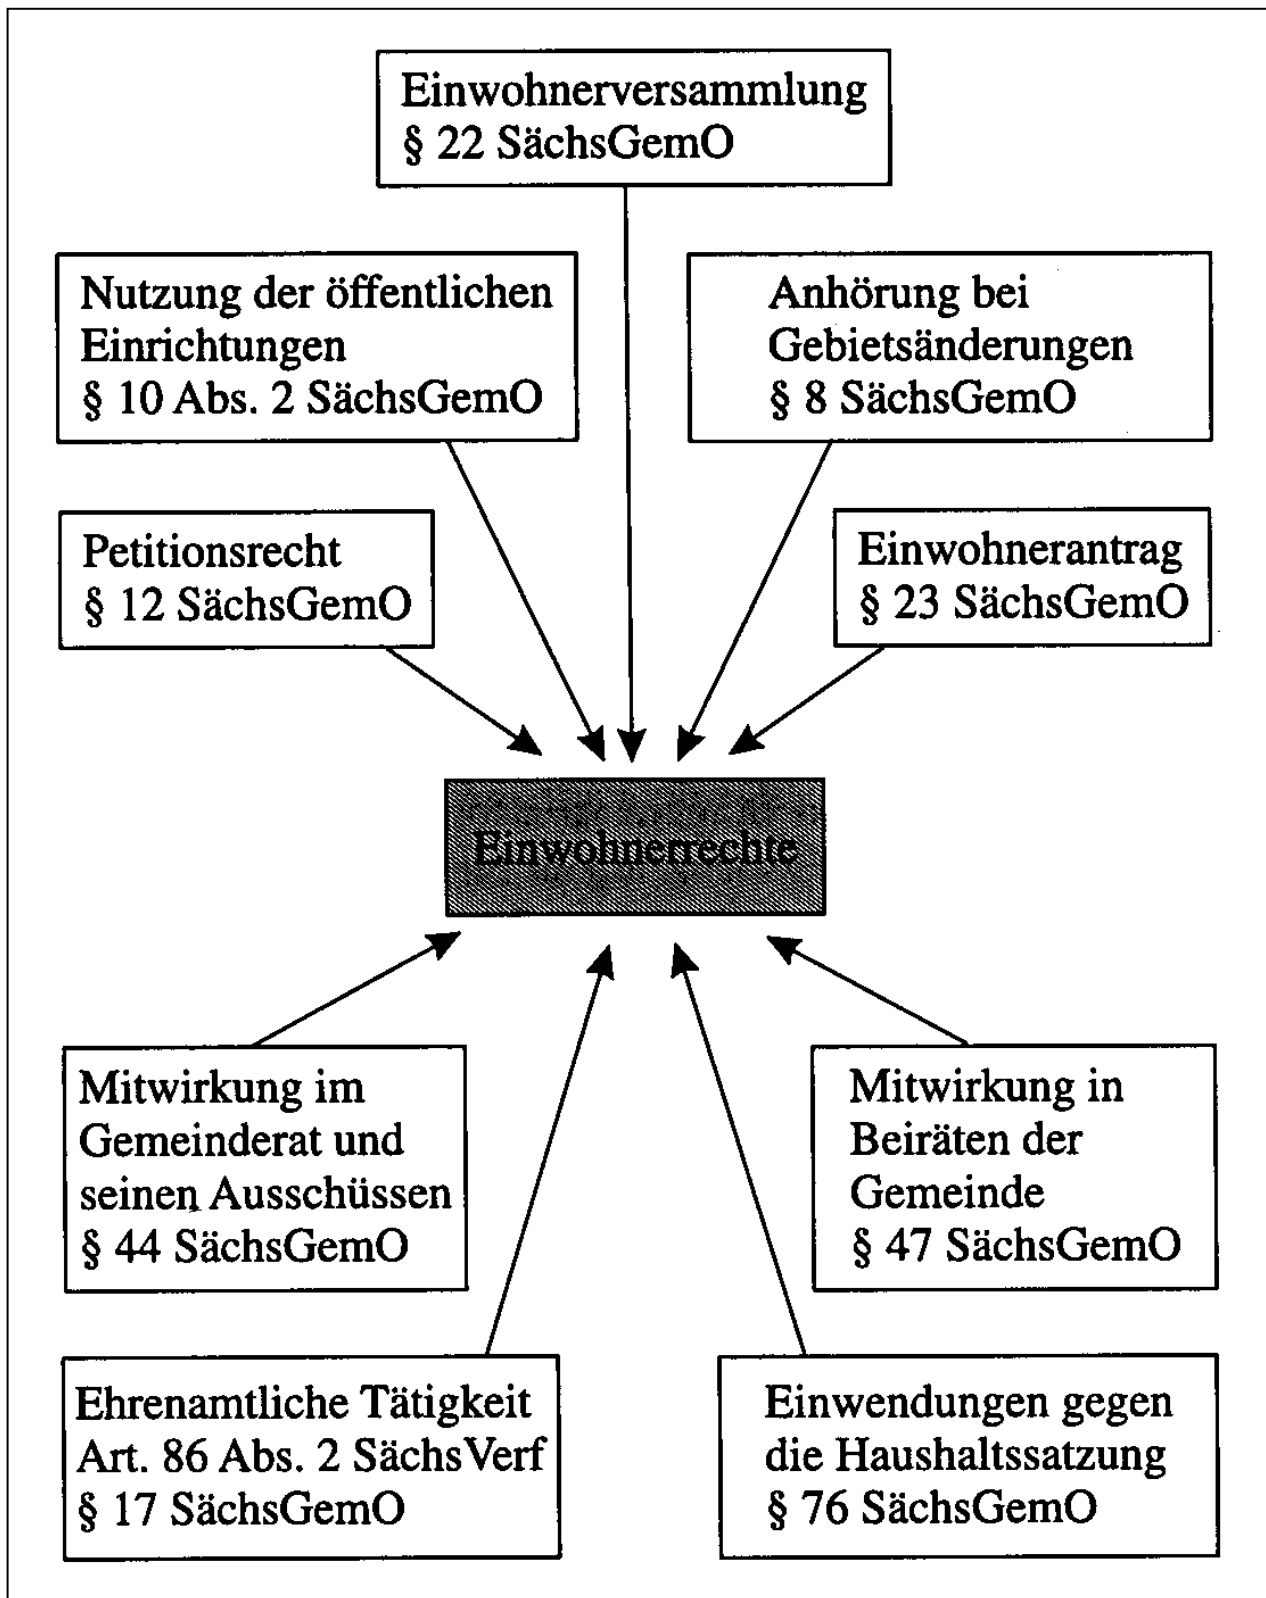 Einwohnerversammlung
§ 22 SächsGemO
Nutzung der öffentlichen
Einrichtungen
§ 10 Abs. 2 SächsGemO
Anhörung bei
Gebietsänderungen
§ 8 SächsGemO
Petitionsrecht
§ 12 SächsGemO
Einwohnerantrag
§ 23 SächsGemO
Einwohnerrechte
Mitwirkung im
Gemeinderat und
seinen Ausschüssen
§ 44 SächsGemO
Mitwirkung in
Beiräten der
Gemeinde
§ 47 SächsGemO
Ehrenamtliche Tätigkeit
Art. 86 Abs. 2 SächsVerf
§ 17 SächsGemO
Einwendungen gegen
die Haushaltssatzung
§ 76 SächsGemO